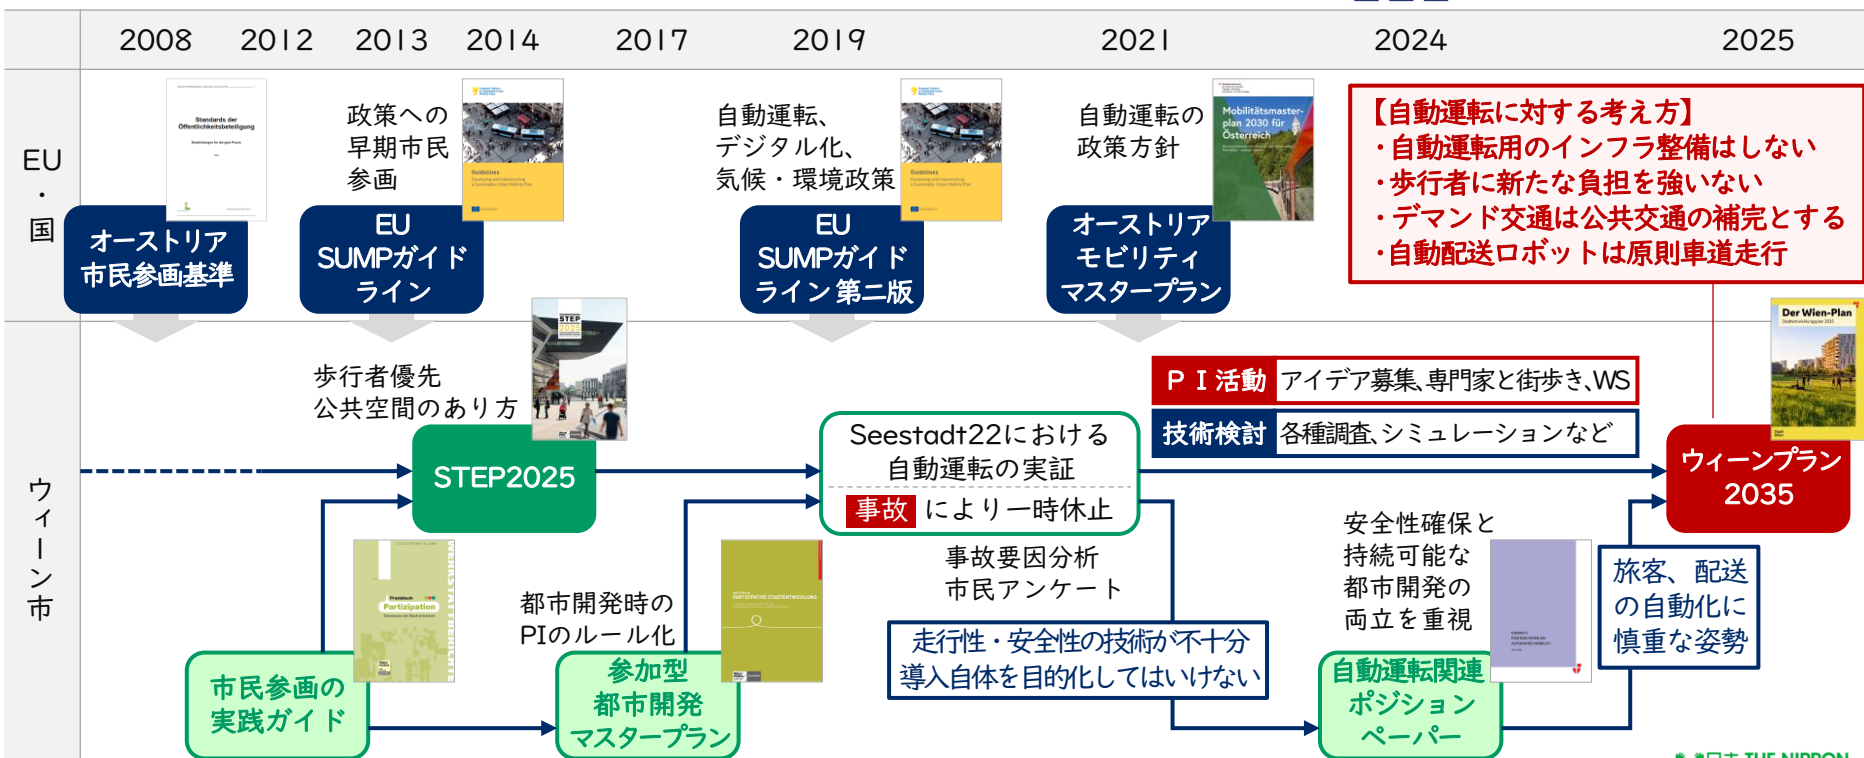 2008 2012 2013 2014 2017 2019 2021 2024 2025
EU
・
国
Standards der
Öffentlichkeitsbeteiligung
オーストリア
市民参画基準
政策への
早期市民
参画
Guidelines
EU
SUMPガイド
ライン
自動運転、
デジタル化、
気候・環境政策
Guidelines
EU
SUMPガイド
ライン 第二版
自動運転の
政策方針
Mobilitätsmaster-
plan 2030 für
Österreich
オーストリア
モビリティ
マスタープラン
【自動運転に対する考え方】
・自動運転用のインフラ整備はしない
・歩行者に新たな負担を強いない
・デマンド交通は公共交通の補完とする
・自動配送ロボットは原則車道走行
ウィーン市
歩行者優先
公共空間のあり方
STEP
2025
STEP2025
Seestadt22における
自動運転の実証
事故 により一時休止
PI活動 アイデア募集、専門家と街歩き、WS
技術検討 各種調査、シミュレーションなど
Der Wien-Plan
ウィーンプラン
2035
Praxisbuch
Partizipation
WERKSTATTBERICHT
市民参画の
実践ガイド
都市開発時の
PIのルール化
PARTIZIPATIVE STADTENTWICKLUNG
参加型
都市開発
マスタープラン
事故要因分析
市民アンケート
走行性・安全性の技術が不十分
導入自体を目的化してはいけない
安全性確保と
持続可能な
都市開発の
両立を重視
自動運転関連
ポジション
ペーパー
旅客、配送
の自動化に
慎重な姿勢
THE NIPPON